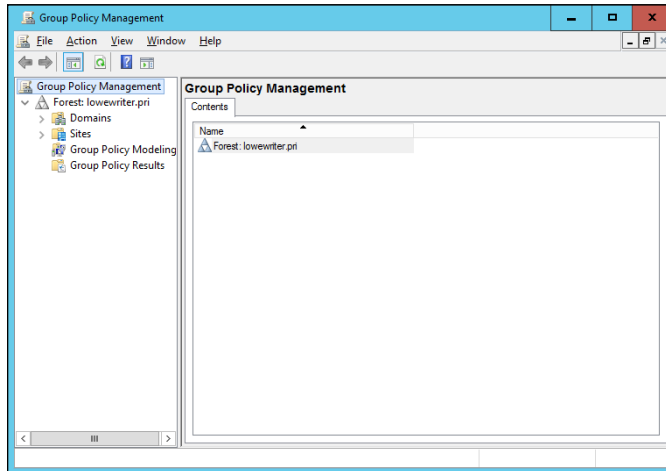 Group Policy Management
File Action View Window Help
Group Policy Management
Forest: lowewriter.pri
Domains
Sites
Group Policy Modeling
Group Policy Results
Group Policy Management
Contents
Name
Forest: lowewriter.pri